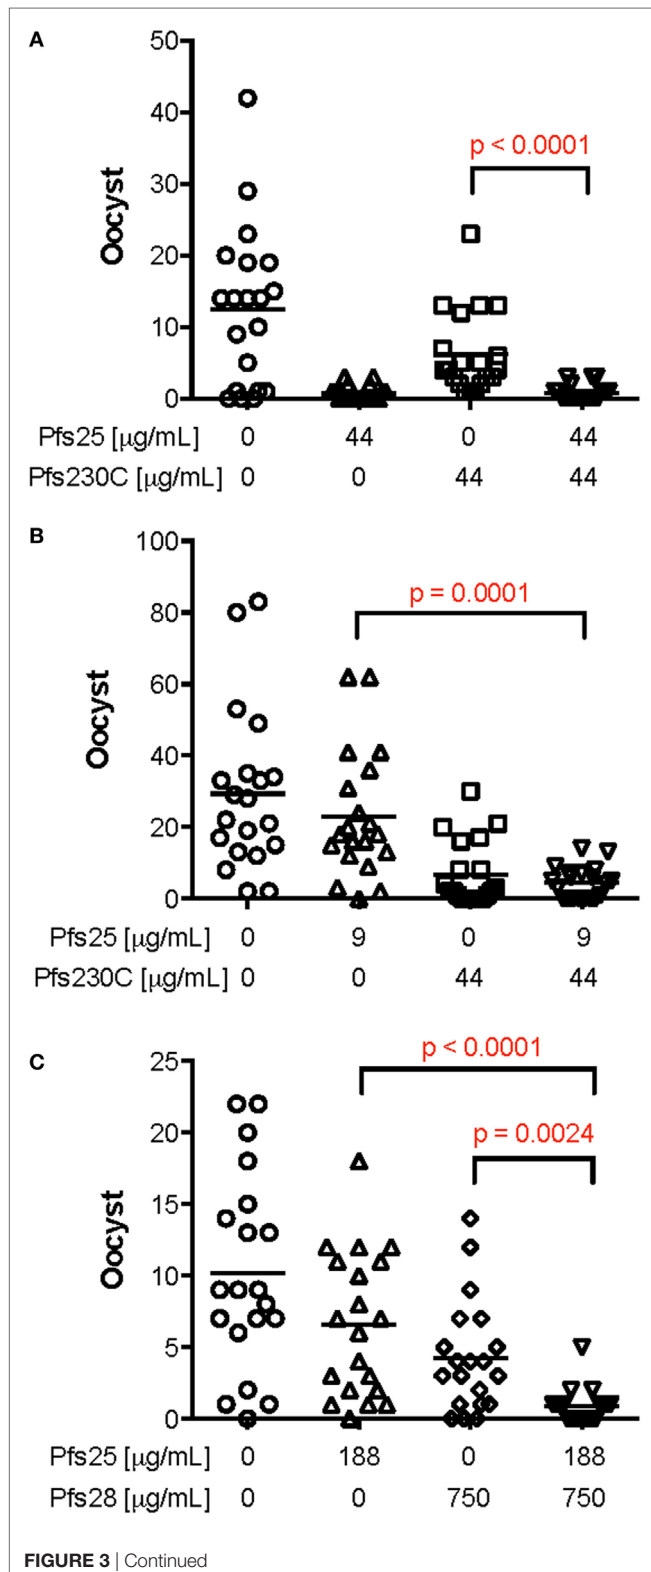 A
50
40
p < 0.0001
30
Oocyst
20
10
0
Pfs25 [μg/mL] 0 44 0 44
Pfs230C [μg/mL] 0 0 44 44
B
100
p = 0.0001
80
60
Oocyst
40
20
0
Pfs25 [μg/mL] 0 9 0 9
Pfs230C [μg/mL] 0 0 44 44
p < 0.0001
C
25
p = 0.0024
20
15
Oocyst
10
5
0
Pfs25 [μg/mL] 0 188 0 188
Pfs28 [μg/mL] 0 0 750 750
FIGURE 3 | Continued